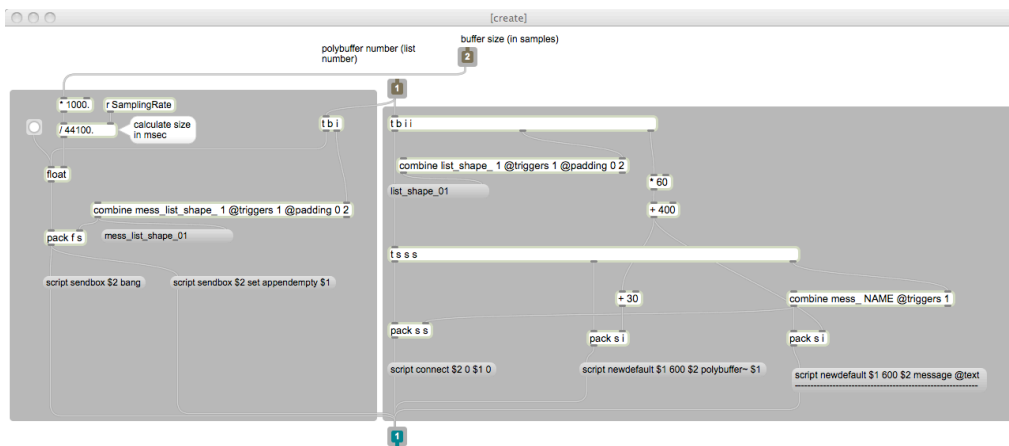 [create]
buffer size (in samples)
polybuffer number (list
number)
2
1
* 1000.
r SamplingRate
/ 44100.
calculate size
in msec
t b i
t b i i
float
combine list_shape_ 1 @triggers 1 @padding 0 2
list_shape_01
* 60
+ 400
combine mess_list_shape_ 1 @triggers 1 @padding 0 2
pack f s
mess_list_shape_01
t s s s
script sendbox $2 bang
script sendbox $2 set appendempty $1
+ 30
combine mess_ NAME @triggers 1
pack s s
pack s i
pack s i
script connect $2 0 $1 0
script newdefault $1 600 $2 polybuffer~ $1
script newdefault $1 600 $2 message @text
------------------------------------------------------------
1